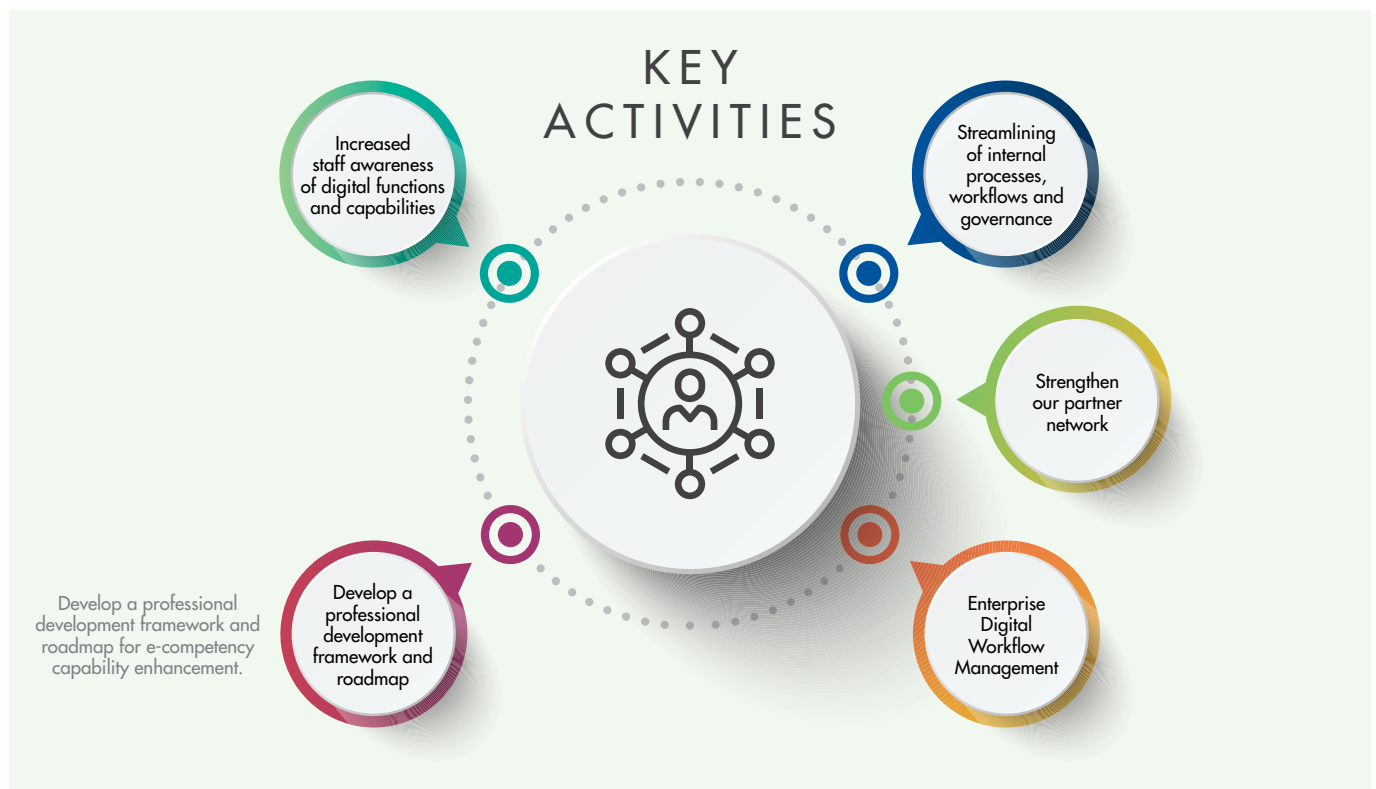 KEY
ACTIVITIES
Increased
staff awareness
of digital functions
and capabilities
Streamlining
of internal
processes,
workflows and
governance
Strengthen
our partner
network
Enterprise
Digital
Workflow
Management
Develop a
professional
development
framework and
roadmap
Develop a professional
development framework and
roadmap for e-competency
capability enhancement.